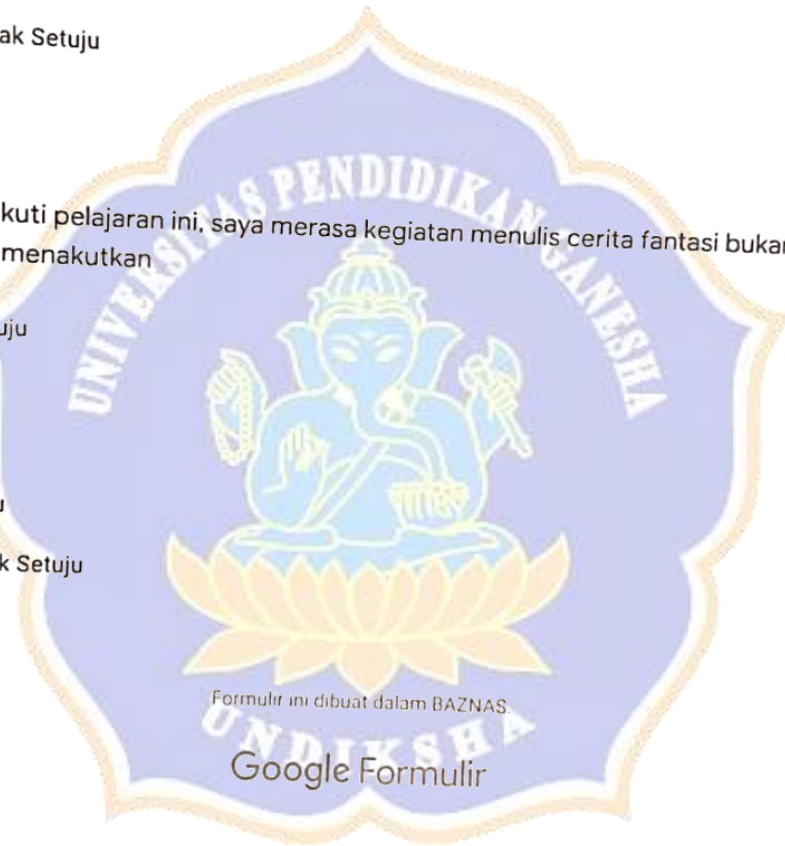 ak Setuju
UNIVERSITAS PENDIDIKAN GANESHA
kuti pelajaran ini, saya merasa kegiatan menulis cerita fantasi bukan
menakutkan
uju
u
k Setuju
Formulir ini dibuat dalam BAZNAS.
UNDIKSHA
Google Formulir